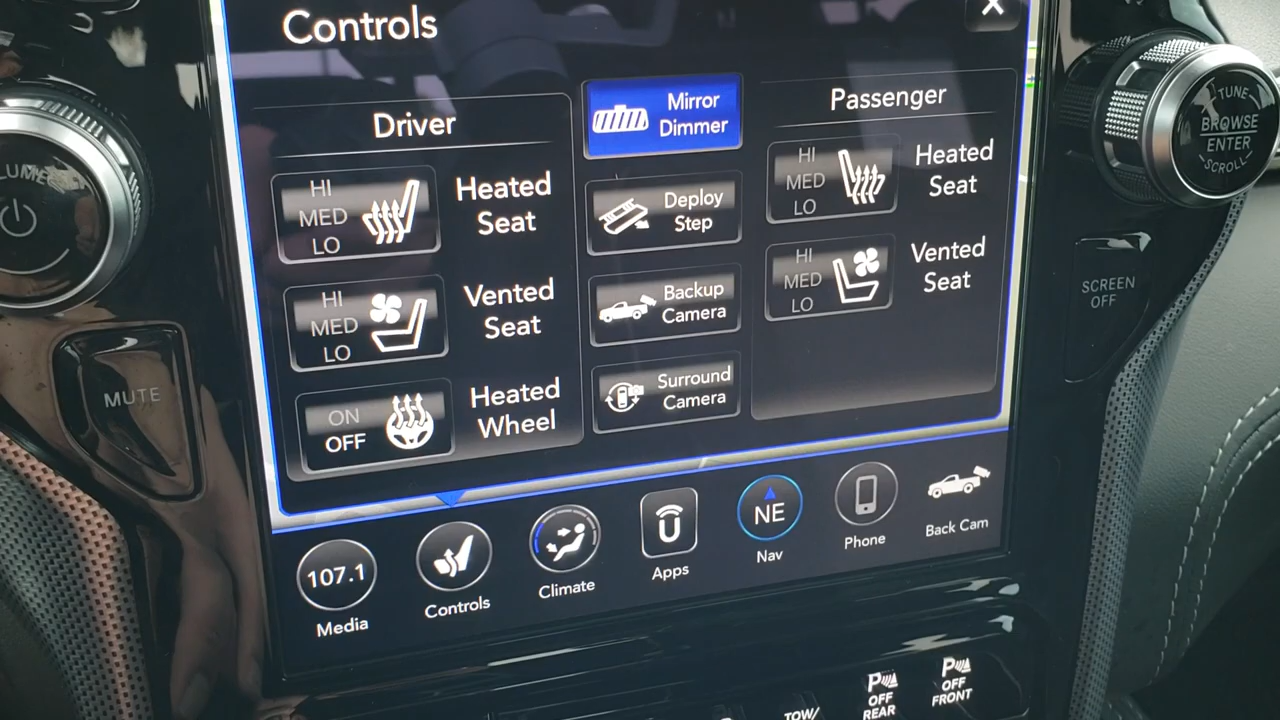 Controls
X
Driver
HI
MED
LO
Heated
Seat
HI
MED
LO
Vented
Seat
ON
OFF
Heated
Wheel
Mirror
Dimmer
Deploy
Step
Backup
Camera
Surround
Camera
Passenger
HI
MED
LO
Heated
Seat
HI
MED
LO
Vented
Seat
107.1
Media
Controls
Climate
U
Apps
NE
Nav
Phone
Back Cam
MUTE
TUNE
BROWSE
ENTER
SCROLL
SCREEN
OFF
TOW/
P
OFF
REAR
P
OFF
FRONT